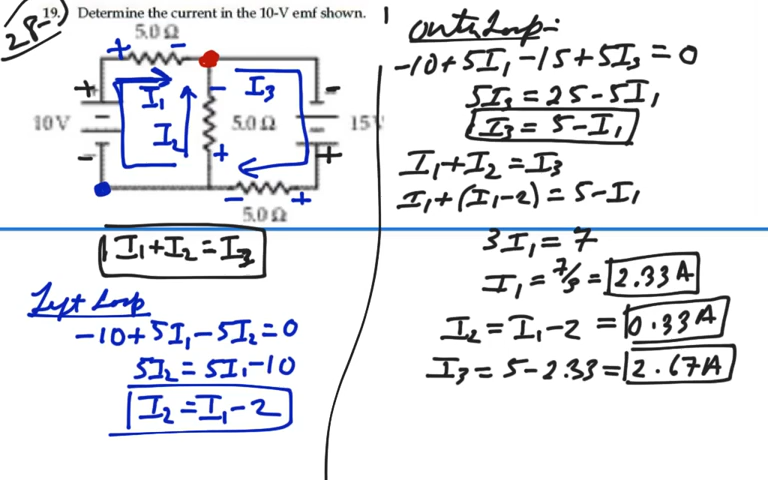 28-
19. Determine the current in the 10-V emf shown.
5.0 Ω
+ -
I1
I2
I3
10 V
5.0 Ω
15
5.0 Ω
I1+I2=I3
Left Loop
-10+5I1-5I2=0
5I2=5I1-10
I2=I1-2
Outer Loop:-
-10+5I1-15+5I3=0
5I3=25-5I1
I3=5-I1
I1+I2=I3
I1+(I1-2)=5-I1
3I1=7
I1=7/3=2.33A
I2=I1-2=0.33A
I3=5-2.33=2.67A